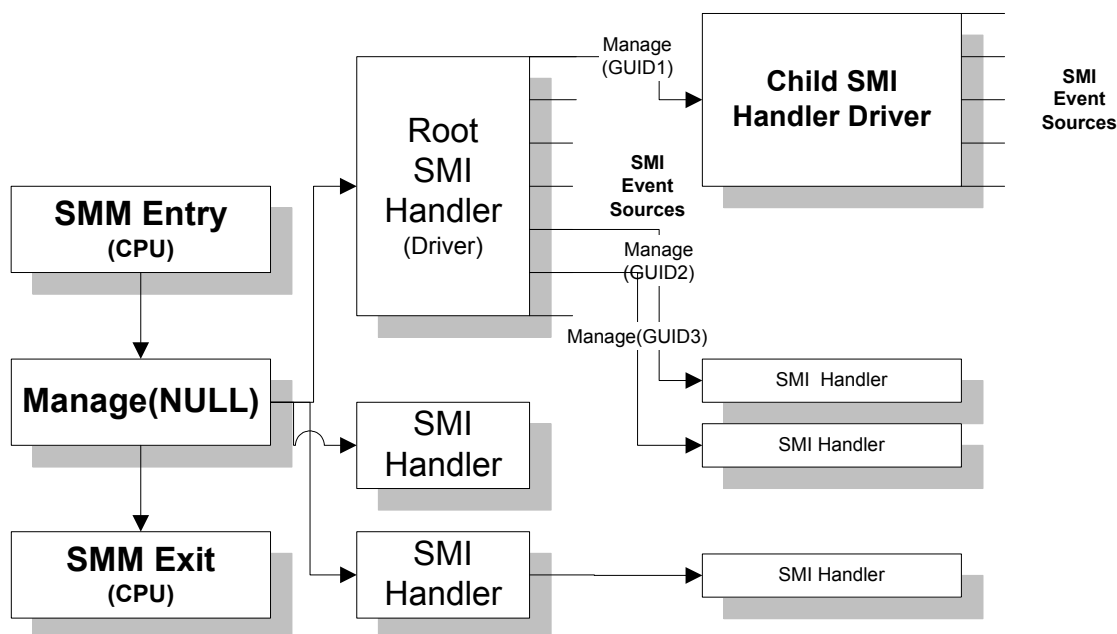 SMM Entry
(CPU)
Manage(NULL)
SMM Exit
(CPU)
Root
SMI
Handler
(Driver)
SMI
Handler
SMI
Handler
Manage
(GUID1)
SMI
Event
Sources
Manage
(GUID2)
Manage(GUID3)
Child SMI
Handler Driver
SMI
Event
Sources
SMI Handler
SMI Handler
SMI Handler